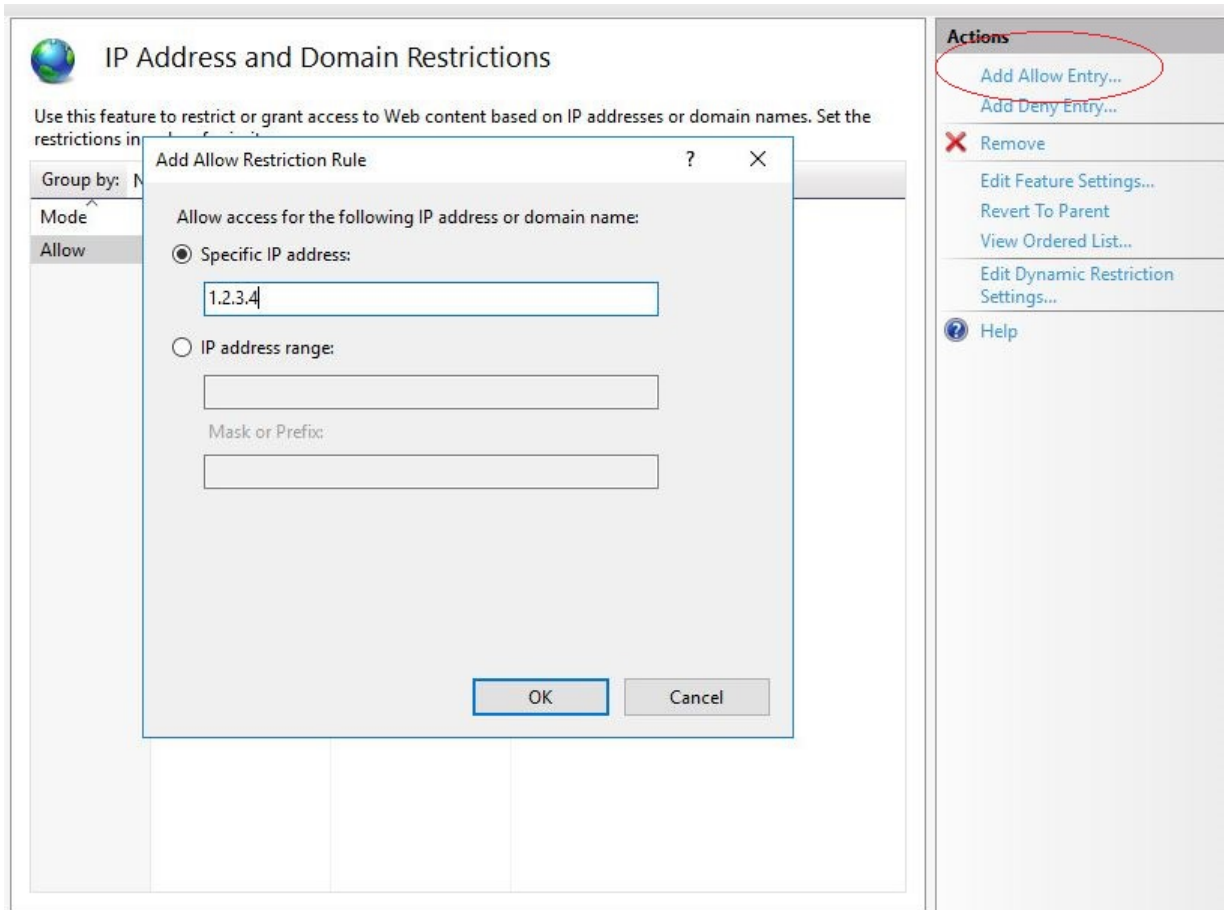 IP Address and Domain Restrictions
Use this feature to restrict or grant access to Web content based on IP addresses or domain names. Set the
restrictions in
Group by:
Mode
Allow
Add Allow Restriction Rule
?
Allow access for the following IP address or domain name:
Specific IP address:
1.2.3.4
IP address range:
Mask or Prefix:
OK
Cancel
Actions
Add Allow Entry...
Add Deny Entry...
Remove
Edit Feature Settings...
Revert To Parent
View Ordered List...
Edit Dynamic Restriction
Settings...
Help